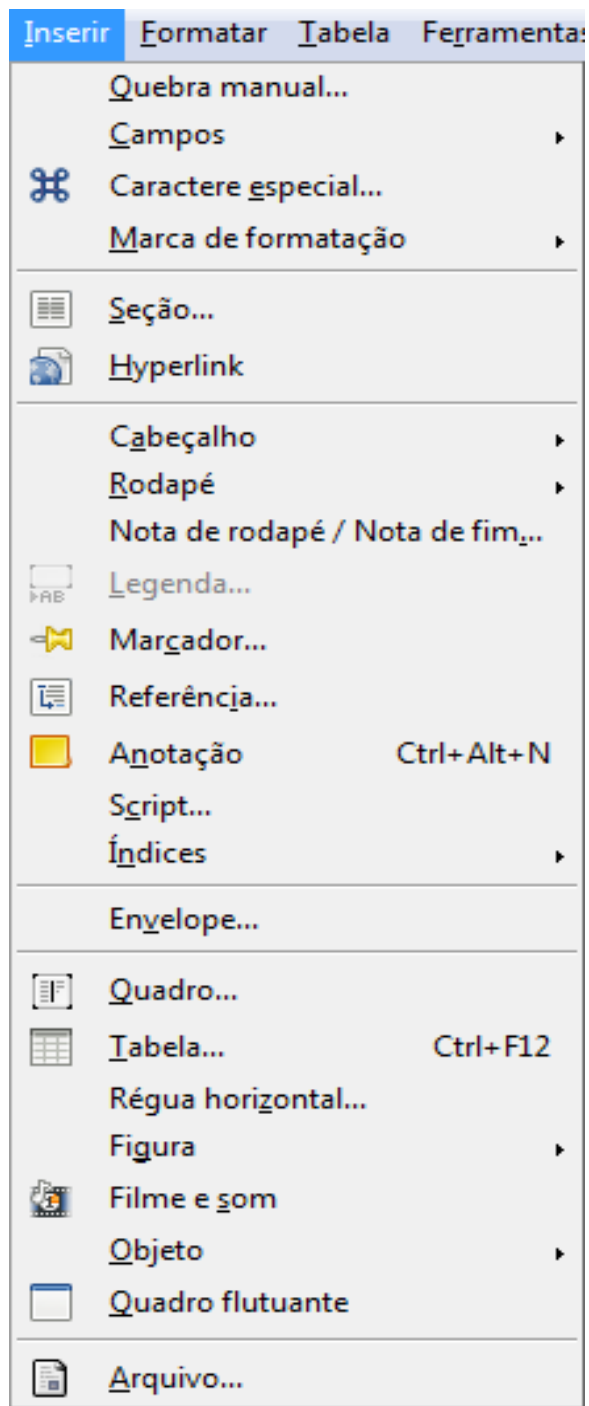 Inserir Formatar Tabela Ferramentas
Quebra manual...
Campos
Caractere especial...
Marca de formatação
Seção...
Hyperlink
Cabeçalho
Rodapé
Nota de rodapé / Nota de fim...
Legenda...
AB
Marcador...
Referência...
Anotação Ctrl+Alt+N
Script...
Índices
Envelope...
Quadro...
Tabela... Ctrl+F12
Régua horizontal...
Figura
Filme e som
Objeto
Quadro flutuante
Arquivo...